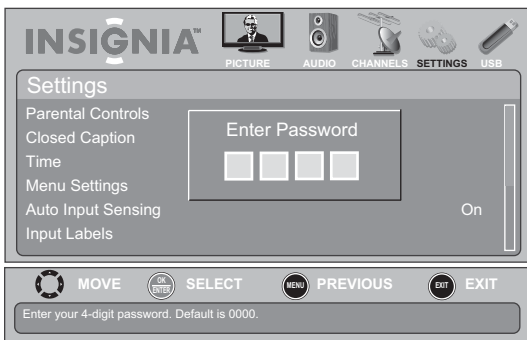 INSIGNIA™
PICTURE AUDIO CHANNELS SETTINGS USB
Settings
Parental Controls
Closed Caption
Time
Menu Settings
Auto Input Sensing On
Input Labels
Enter Password
MOVE OK ENTER SELECT MENU PREVIOUS EXIT EXIT
Enter your 4-digit password. Default is 0000.